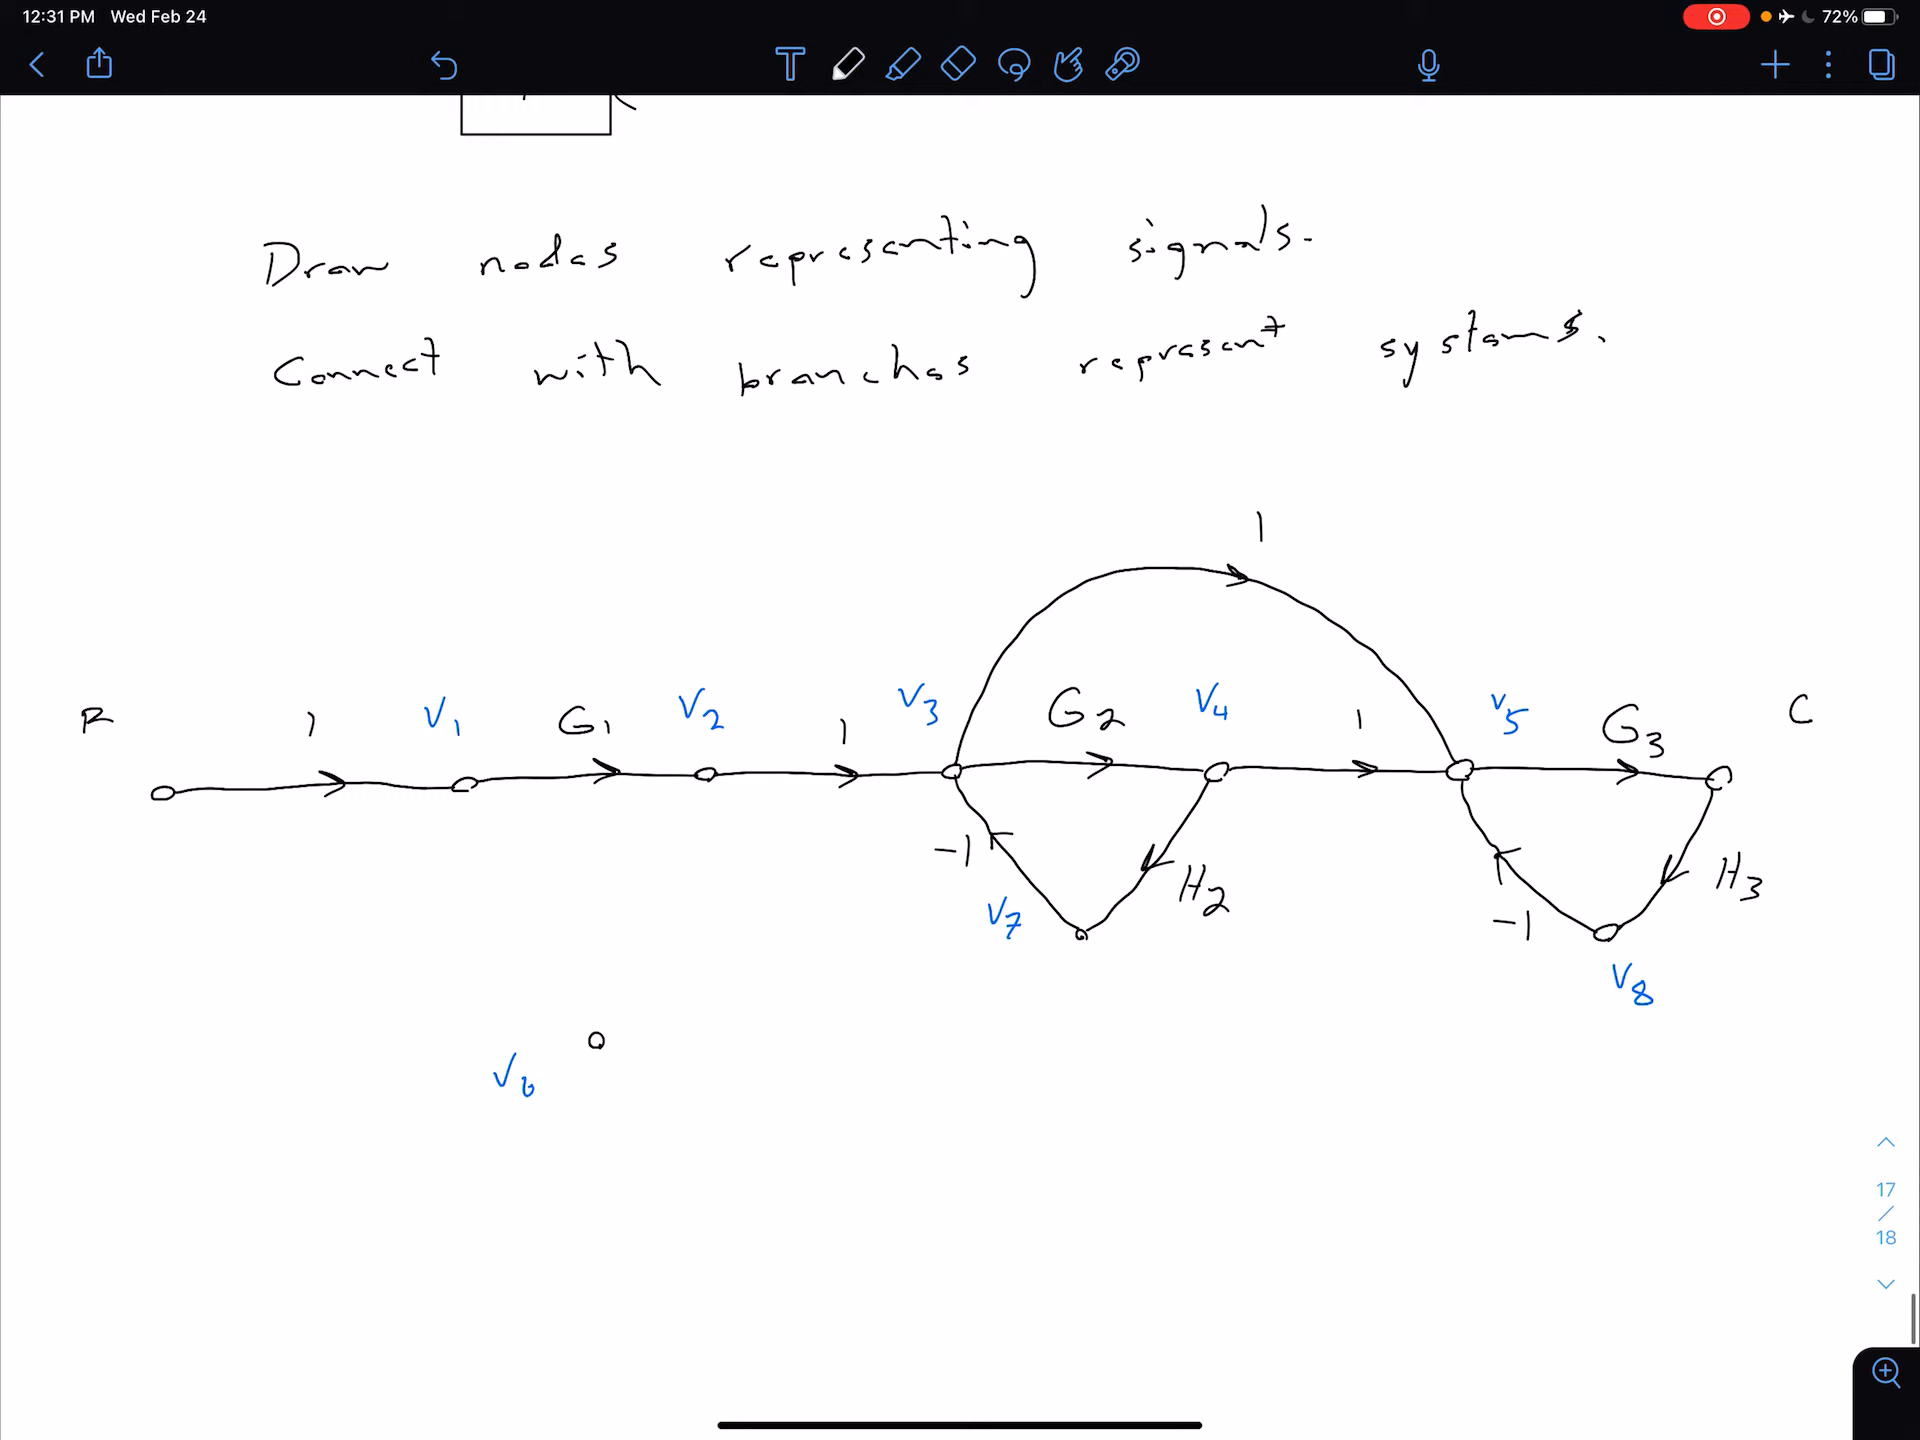 12:31 PM Wed Feb 24
72%
Draw nodes representing signals.
Connect with branches represent systems.
1
R 1 V1 G1 V2 1 V3 G2 V4 1 V5 G3 C
-1 H2 H3
V7 -1
V8
V6
17
/
18